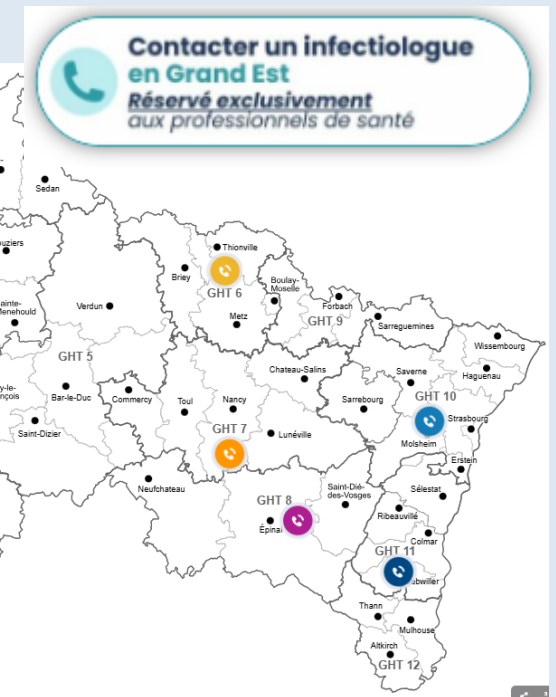 Contacter un infectiologue
en Grand Est
Réservé exclusivement
aux professionnels de santé
Sedan
Thionville
Briey
GHT 6
Boulay-
Moselle
Metz
Forbach
GHT 9
Sarreguemines
Verdun
Wissembourg
GHT 5
Chateau-Salins
Saverne
Haguenau
Bar-le-Duc
Commercy
Toul
Nancy
Sarrebourg
GHT 10
Strasbourg
Saint-Dizier
GHT 7
Lunéville
Molsheim
Erstein
Neufchateau
Saint-Dié-
des-Vosges
Sélestat
GHT 8
Ribeauvillé
Épinal
Colmar
GHT 11
Thann
Mulhouse
Altkirch
GHT 12